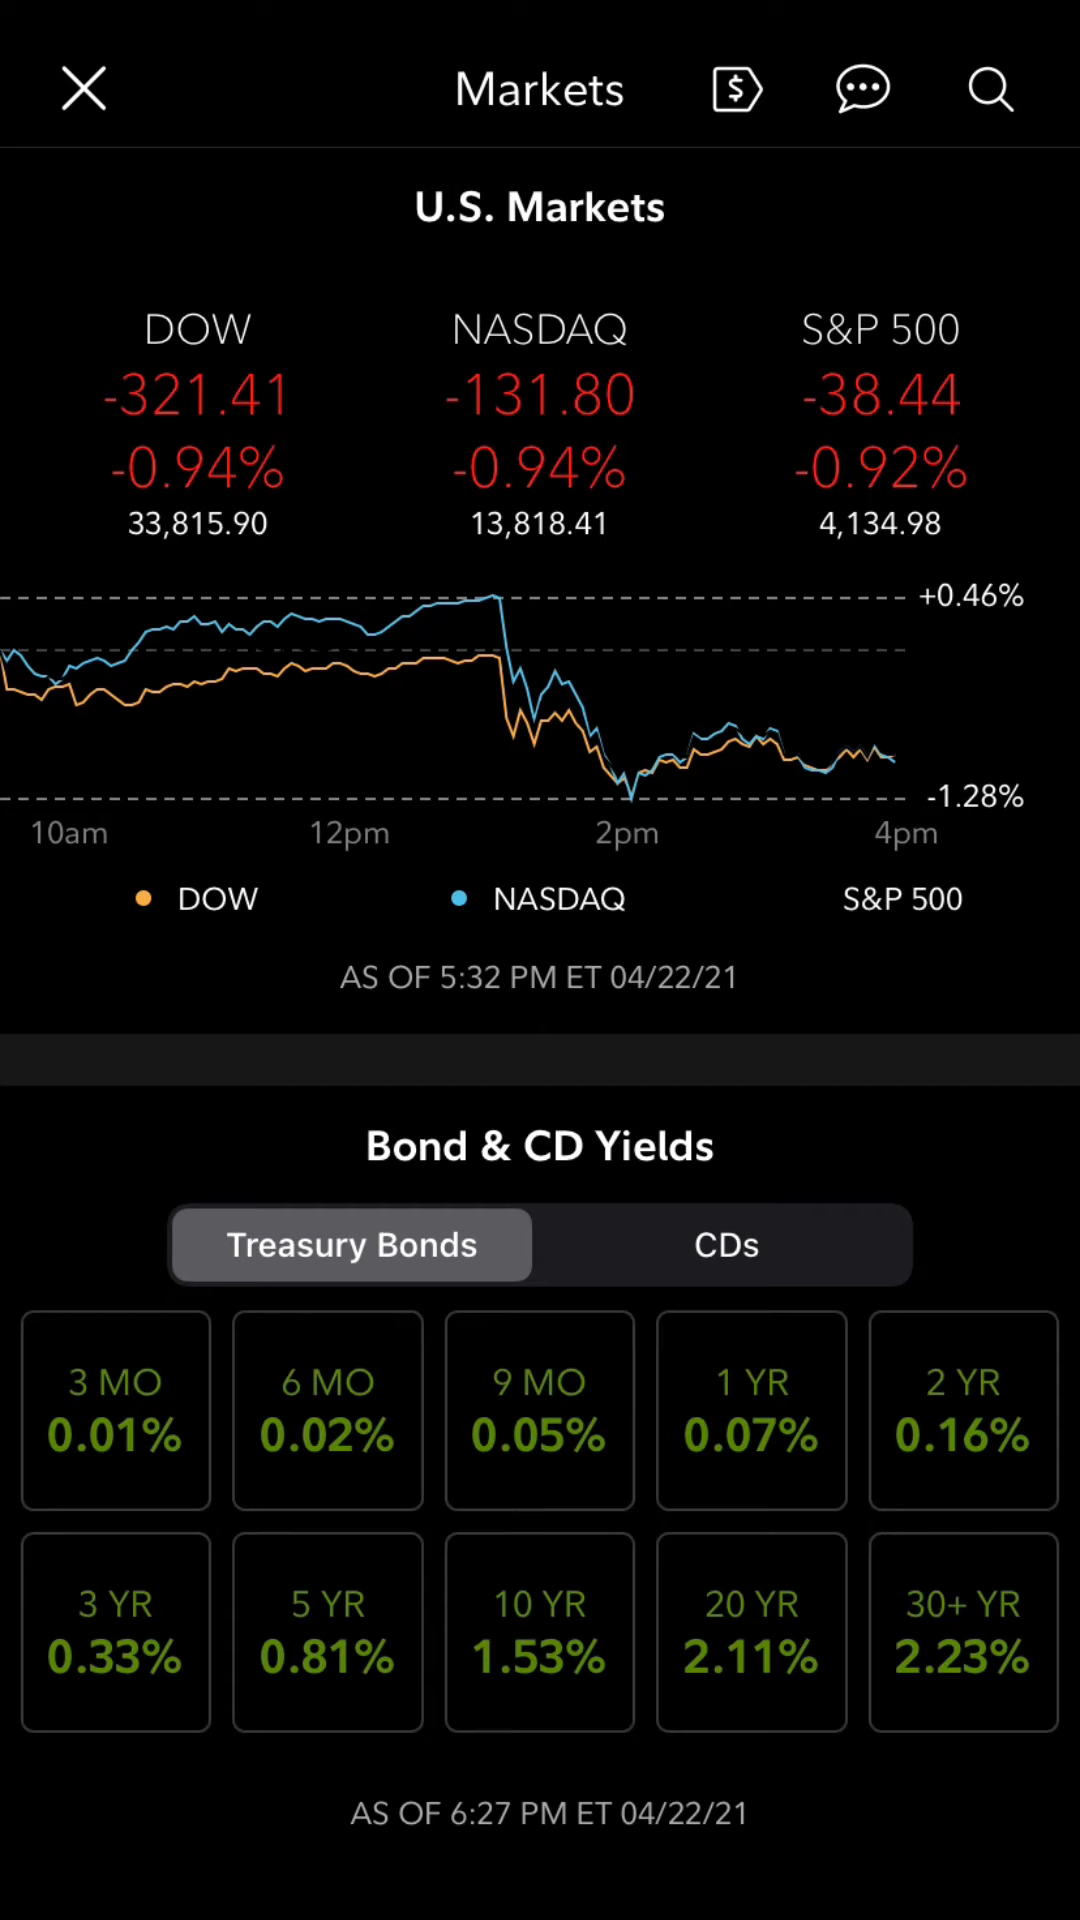 Markets
U.S. Markets
DOW NASDAQ S&P 500
-321.41 -131.80 -38.44
-0.94% -0.94% -0.92%
33,815.90 13,818.41 4,134.98
+0.46%
-1.28%
10am 12pm 2pm 4pm
DOW NASDAQ S&P 500
AS OF 5:32 PM ET 04/22/21
Bond & CD Yields
Treasury Bonds CDs
3 MO 6 MO 9 MO 1 YR 2 YR
0.01% 0.02% 0.05% 0.07% 0.16%
3 YR 5 YR 10 YR 20 YR 30+ YR
0.33% 0.81% 1.53% 2.11% 2.23%
AS OF 6:27 PM ET 04/22/21